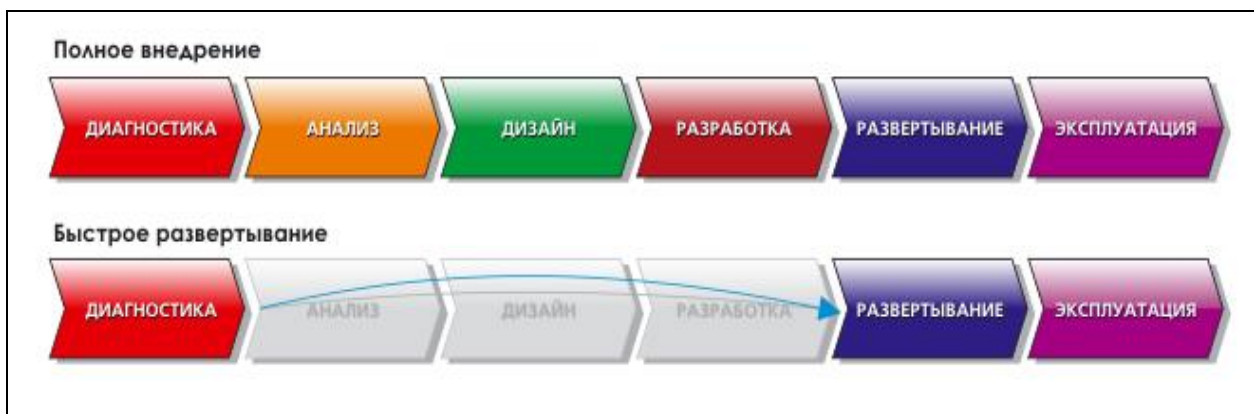 Полное внедрение
ДИАГНОСТИКА АНАЛИЗ ДИЗАЙН РАЗРАБОТКА РАЗВЕРТЫВАНИЕ ЭКСПЛУАТАЦИЯ
Быстрое развертывание
ДИАГНОСТИКА АНАЛИЗ ДИЗАЙН РАЗРАБОТКА РАЗВЕРТЫВАНИЕ ЭКСПЛУАТАЦИЯ